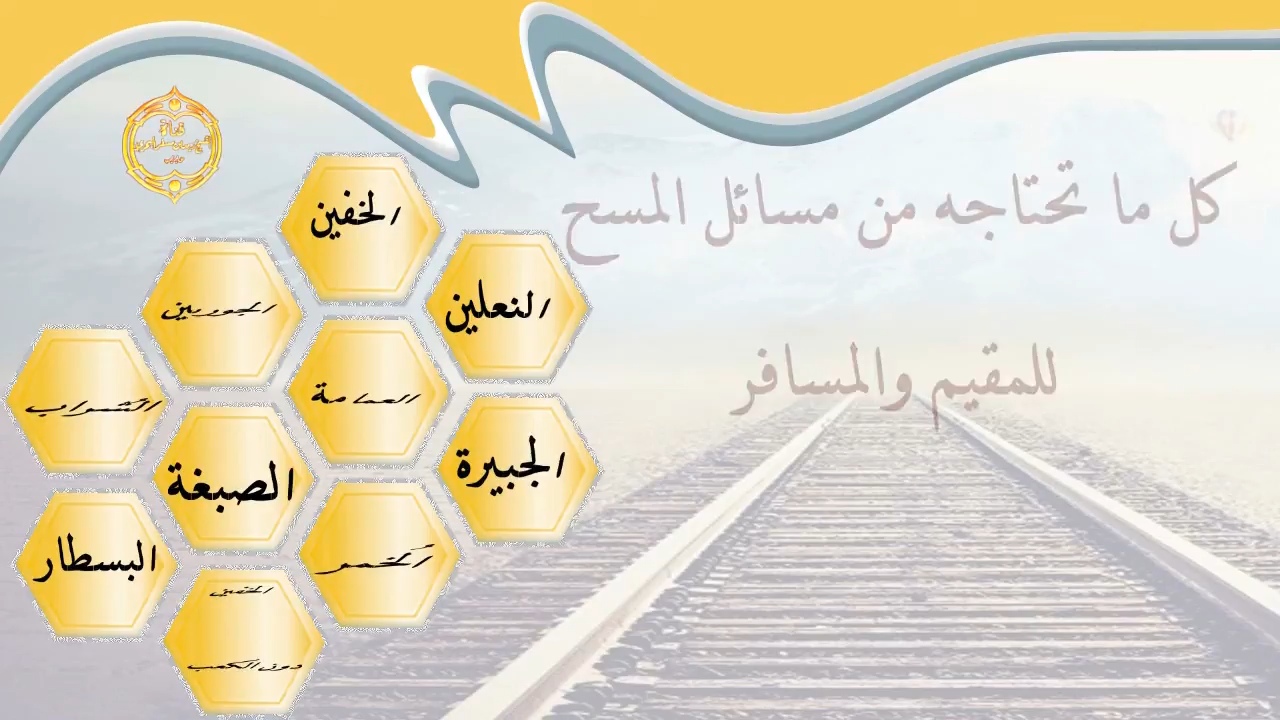 كل ما تحتاجه من مسائل المسح
للمقيم والمسافر
الخفين
النعلين
الجوربين
العمامة
الشراب
الجبيرة
الصبغة
الخمر
البسطار
الخفين
دون الكعب
قناة